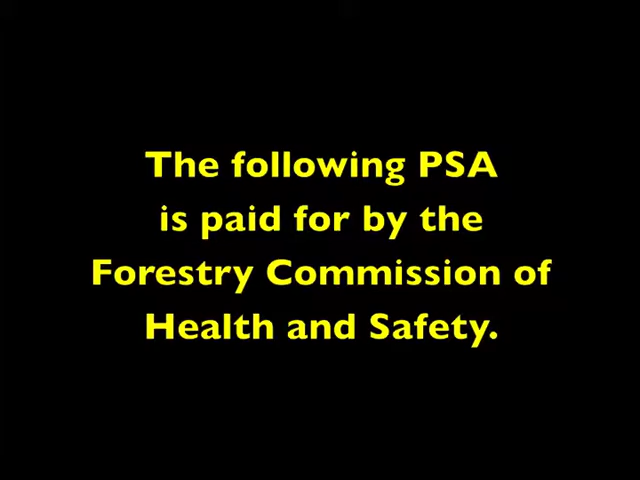 The following PSA
is paid for by the
Forestry Commission of
Health and Safety.